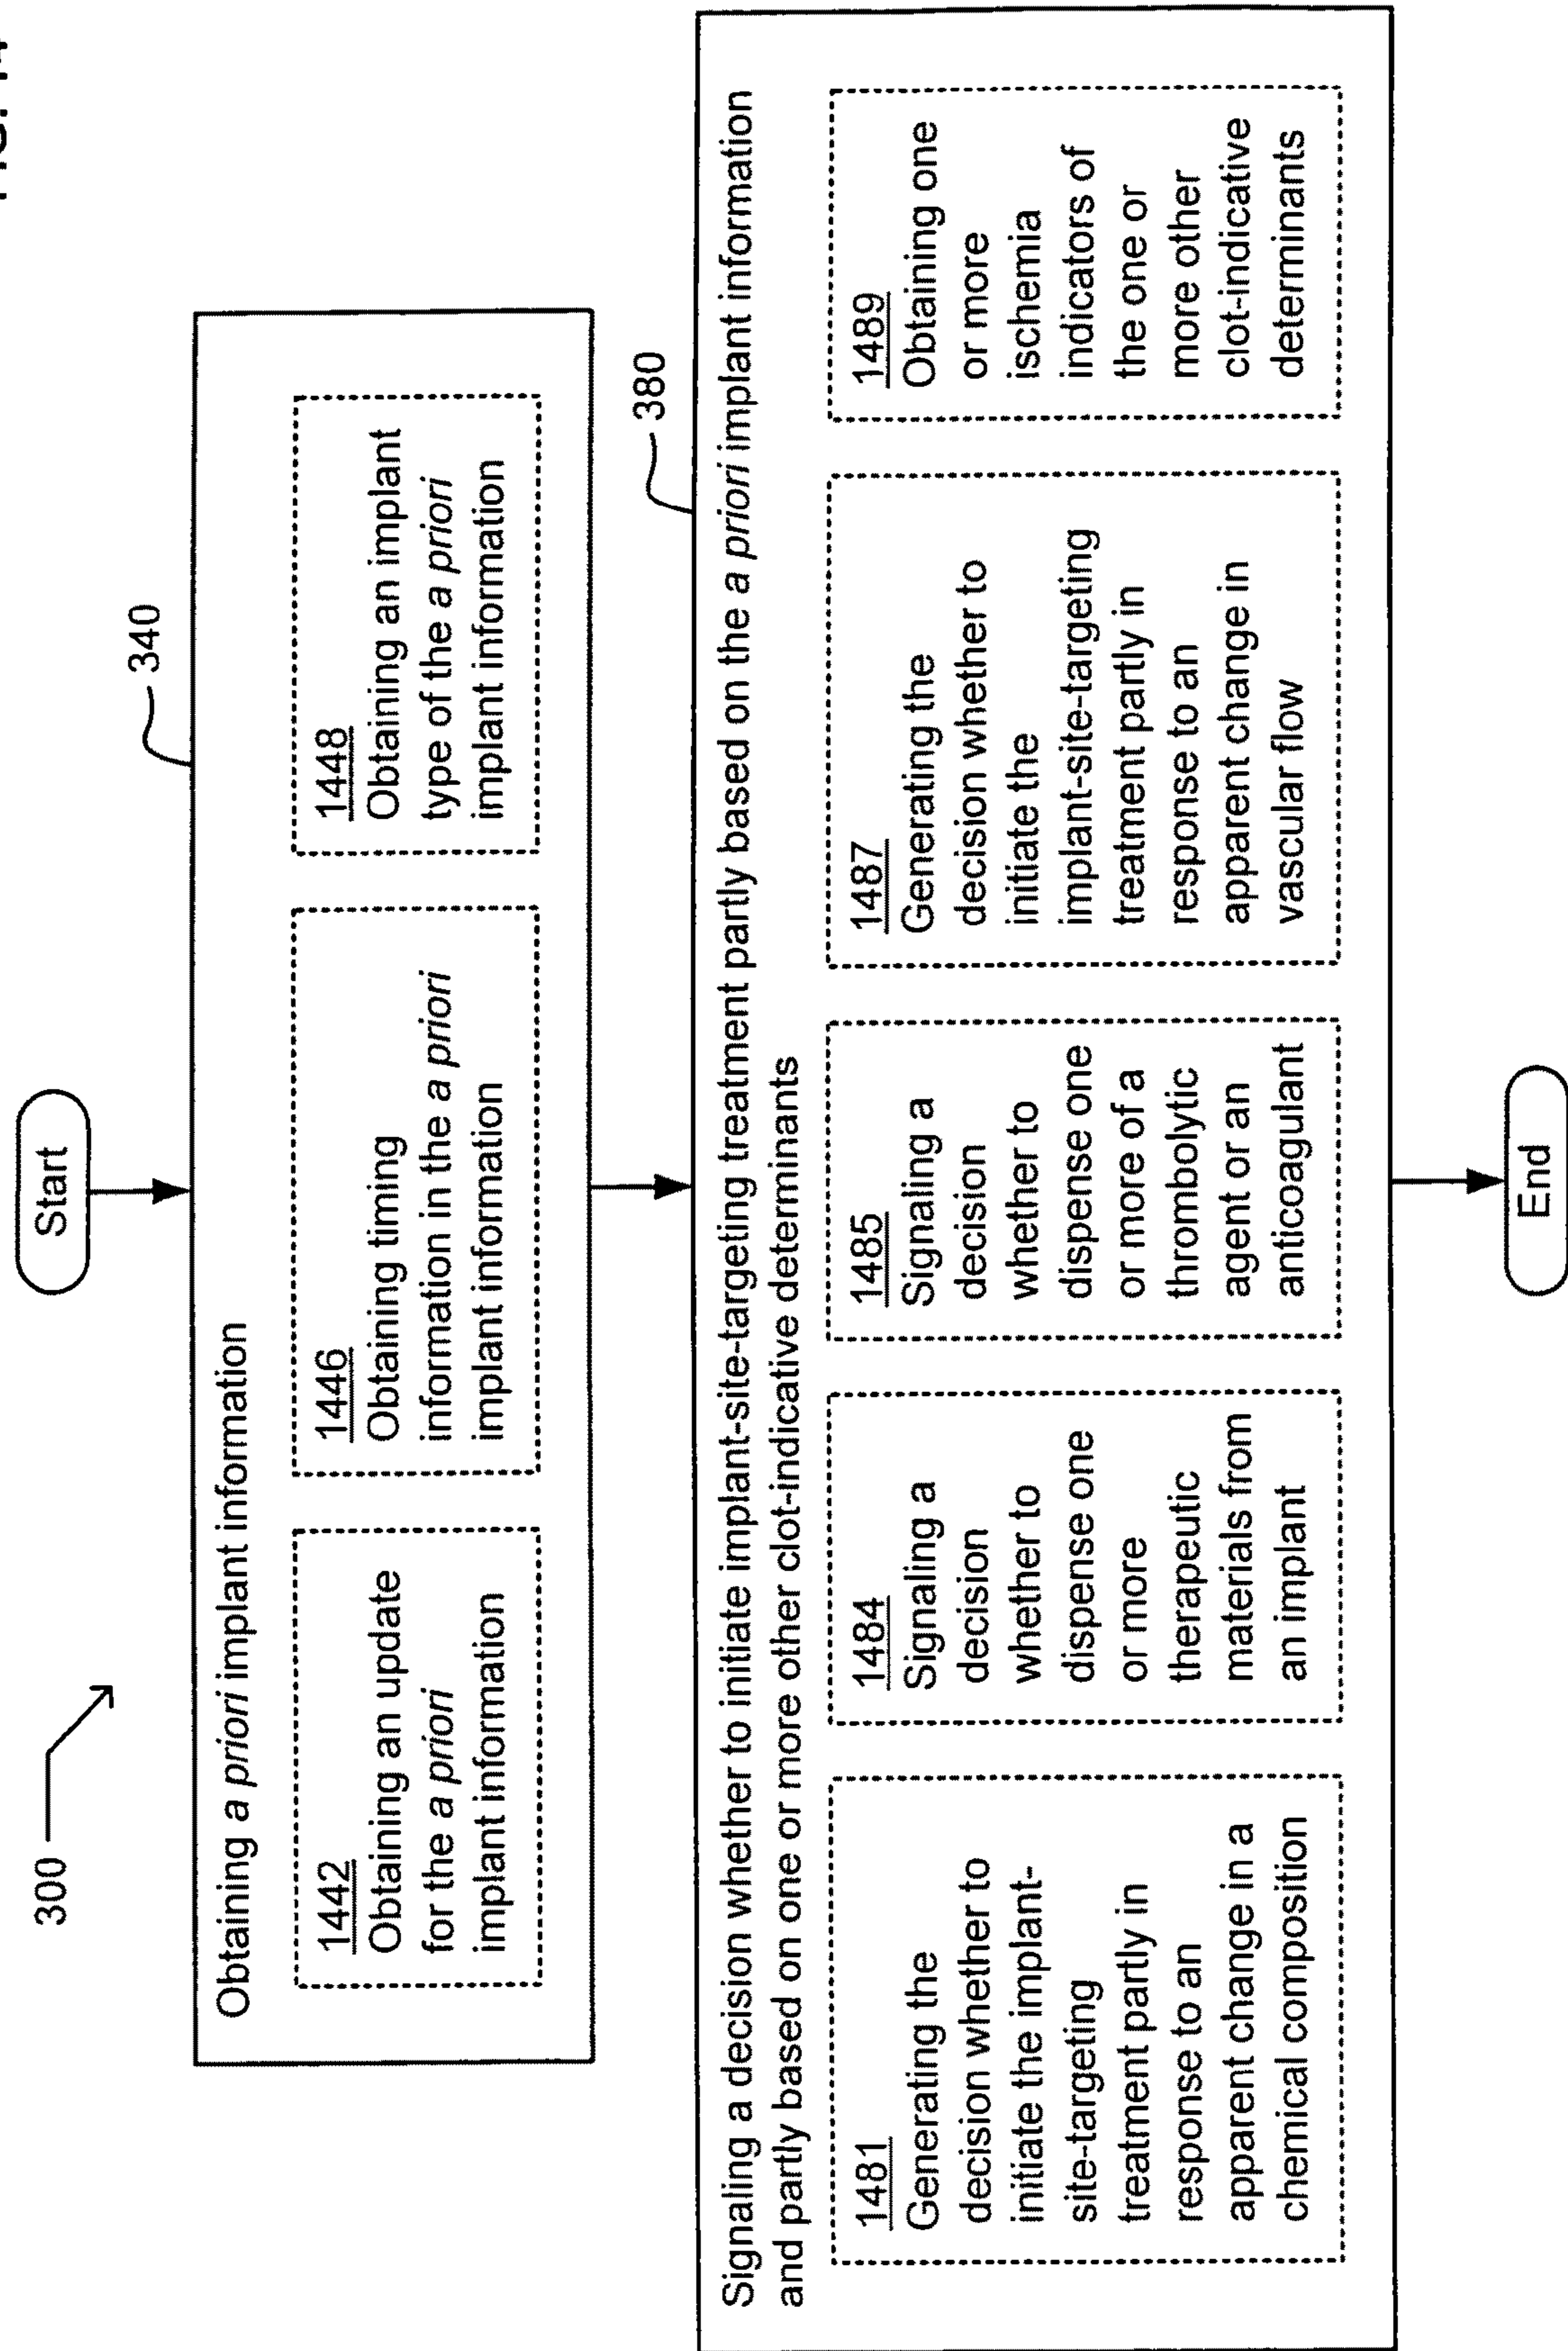 300
Start
340
Obtaining a priori implant information
1442
Obtaining an update
for the a priori
implant information
1446
Obtaining timing
information in the a priori
implant information
1448
Obtaining an implant
type of the a priori
implant information
380
Signaling a decision whether to initiate implant-site-targeting treatment partly based on the a priori implant information
and partly based on one or more other clot-indicative determinants
1481
Generating the
decision whether to
initiate the implant-
site-targeting
treatment partly in
response to an
apparent change in a
chemical composition
1484
Signaling a
decision
whether to
dispense one
or more
therapeutic
materials from
an implant
1485
Signaling a
decision
whether to
dispense one
or more of a
thrombolytic
agent or an
anticoagulant
1487
Generating the
decision whether to
initiate the
implant-site-targeting
treatment partly in
response to an
apparent change in
vascular flow
1489
Obtaining one
or more
ischemia
indicators of
the one or
more other
clot-indicative
determinants
End